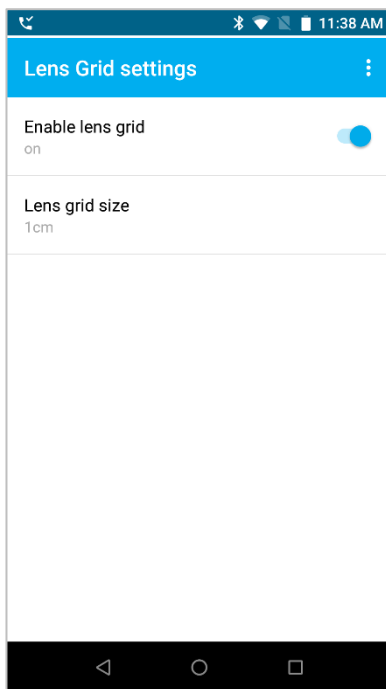 11:38 AM
Lens Grid settings
Enable lens grid
on
Lens grid size
1cm